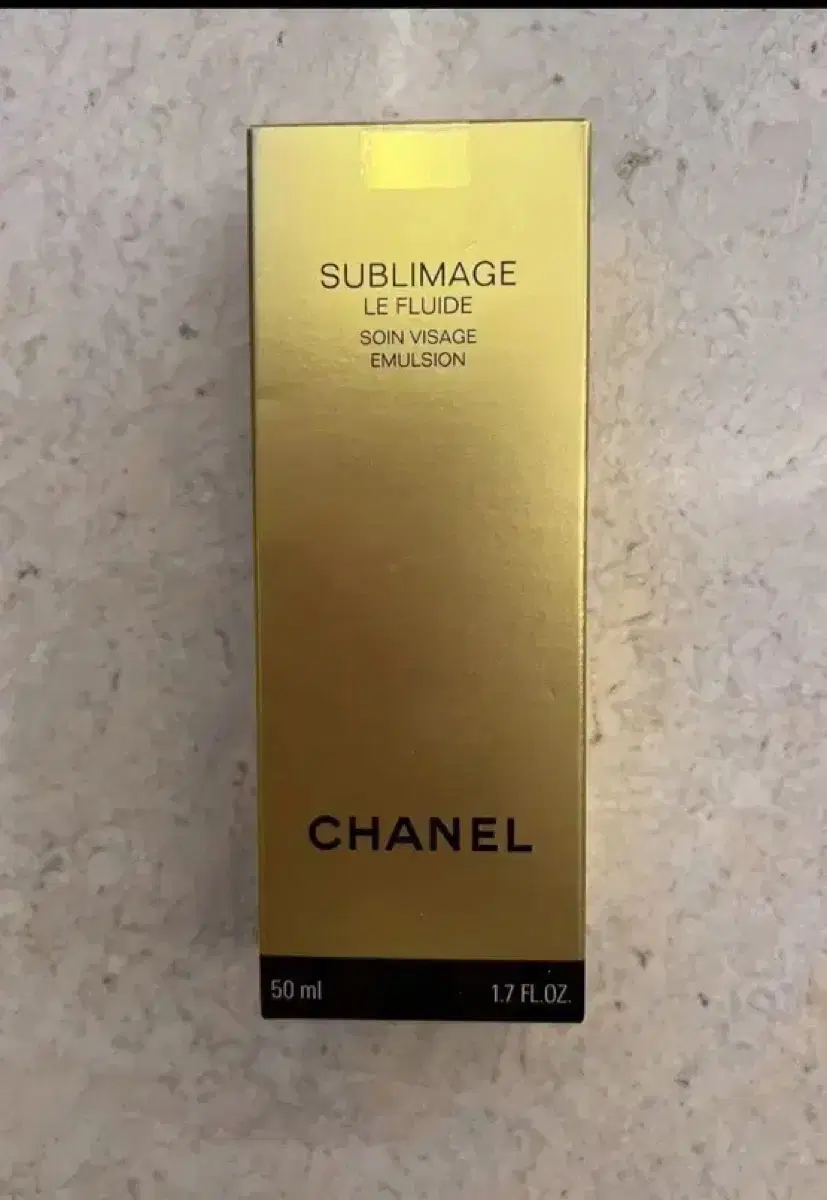 SUBLIMAGE
LE FLUIDE
SOIN VISAGE
EMULSION
CHANEL
50 ml 1.7 FL.OZ.